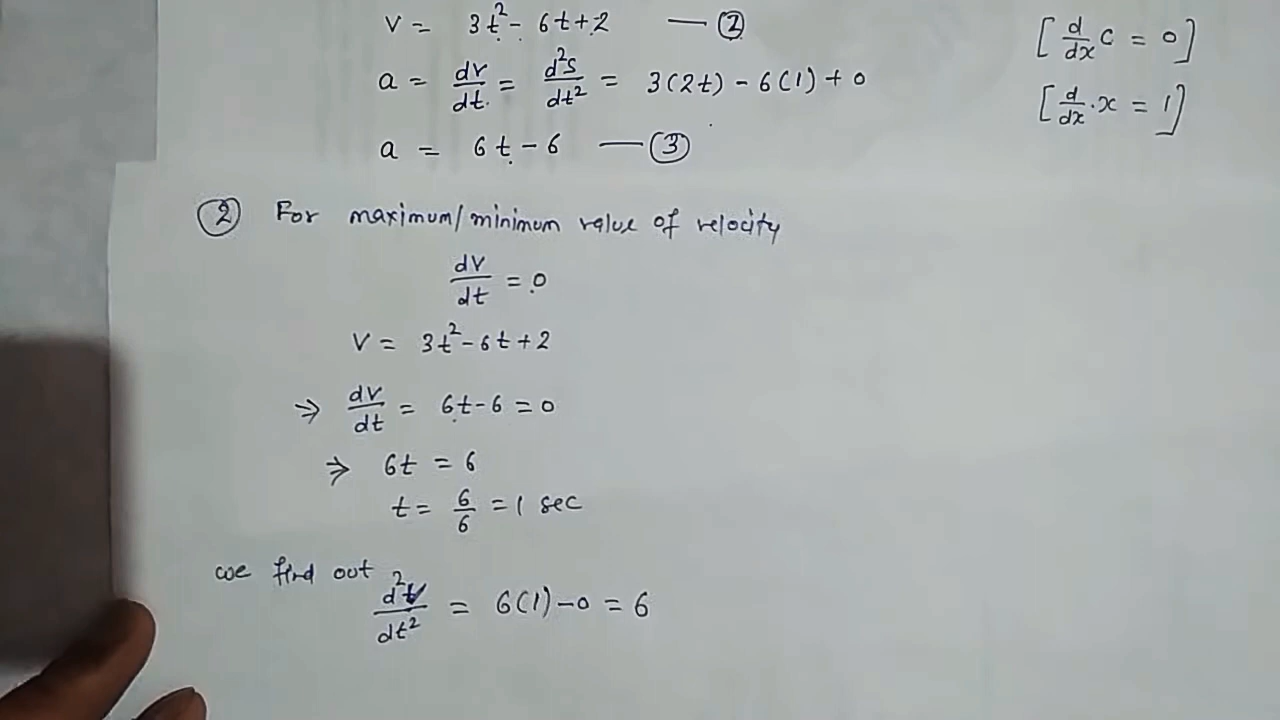 v = 3t² - 6t + 2 — ②
[d/dx c = 0]
a = dv/dt = d²s/dt² = 3(2t) - 6(1) + 0
[d/dx . x = 1]
a = 6t - 6 — ③
② For maximum/minimum value of velocity
dv/dt = 0
v = 3t² - 6t + 2
⇒ dv/dt = 6t - 6 = 0
⇒ 6t = 6
t = 6/6 = 1 sec
we find out
d²v/dt² = 6(1) - 0 = 6